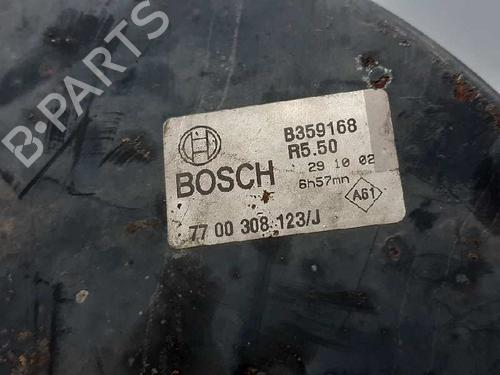 B-Parts
B359168
R5.50
29 10 02
6h57mn
BOSCH
A61
77 00 308 123/J